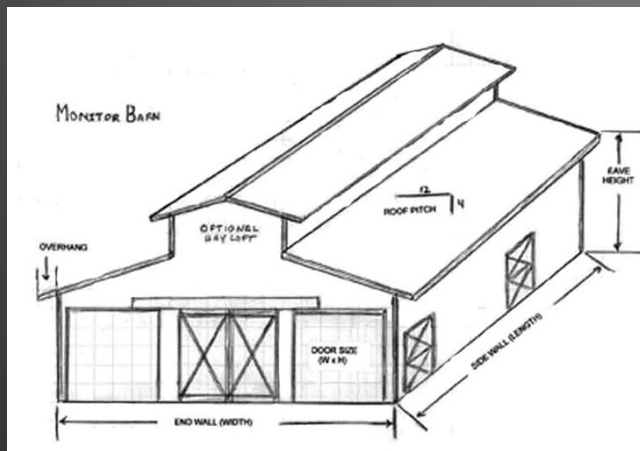 MONITOR BARN
EAVE
HEIGHT
12
4
ROOF PITCH
OPTIONAL
HAY LOFT
OVERHANG
DOOR SIZE
(W x H)
SIDE WALL (LENGTH)
END WALL (WIDTH)